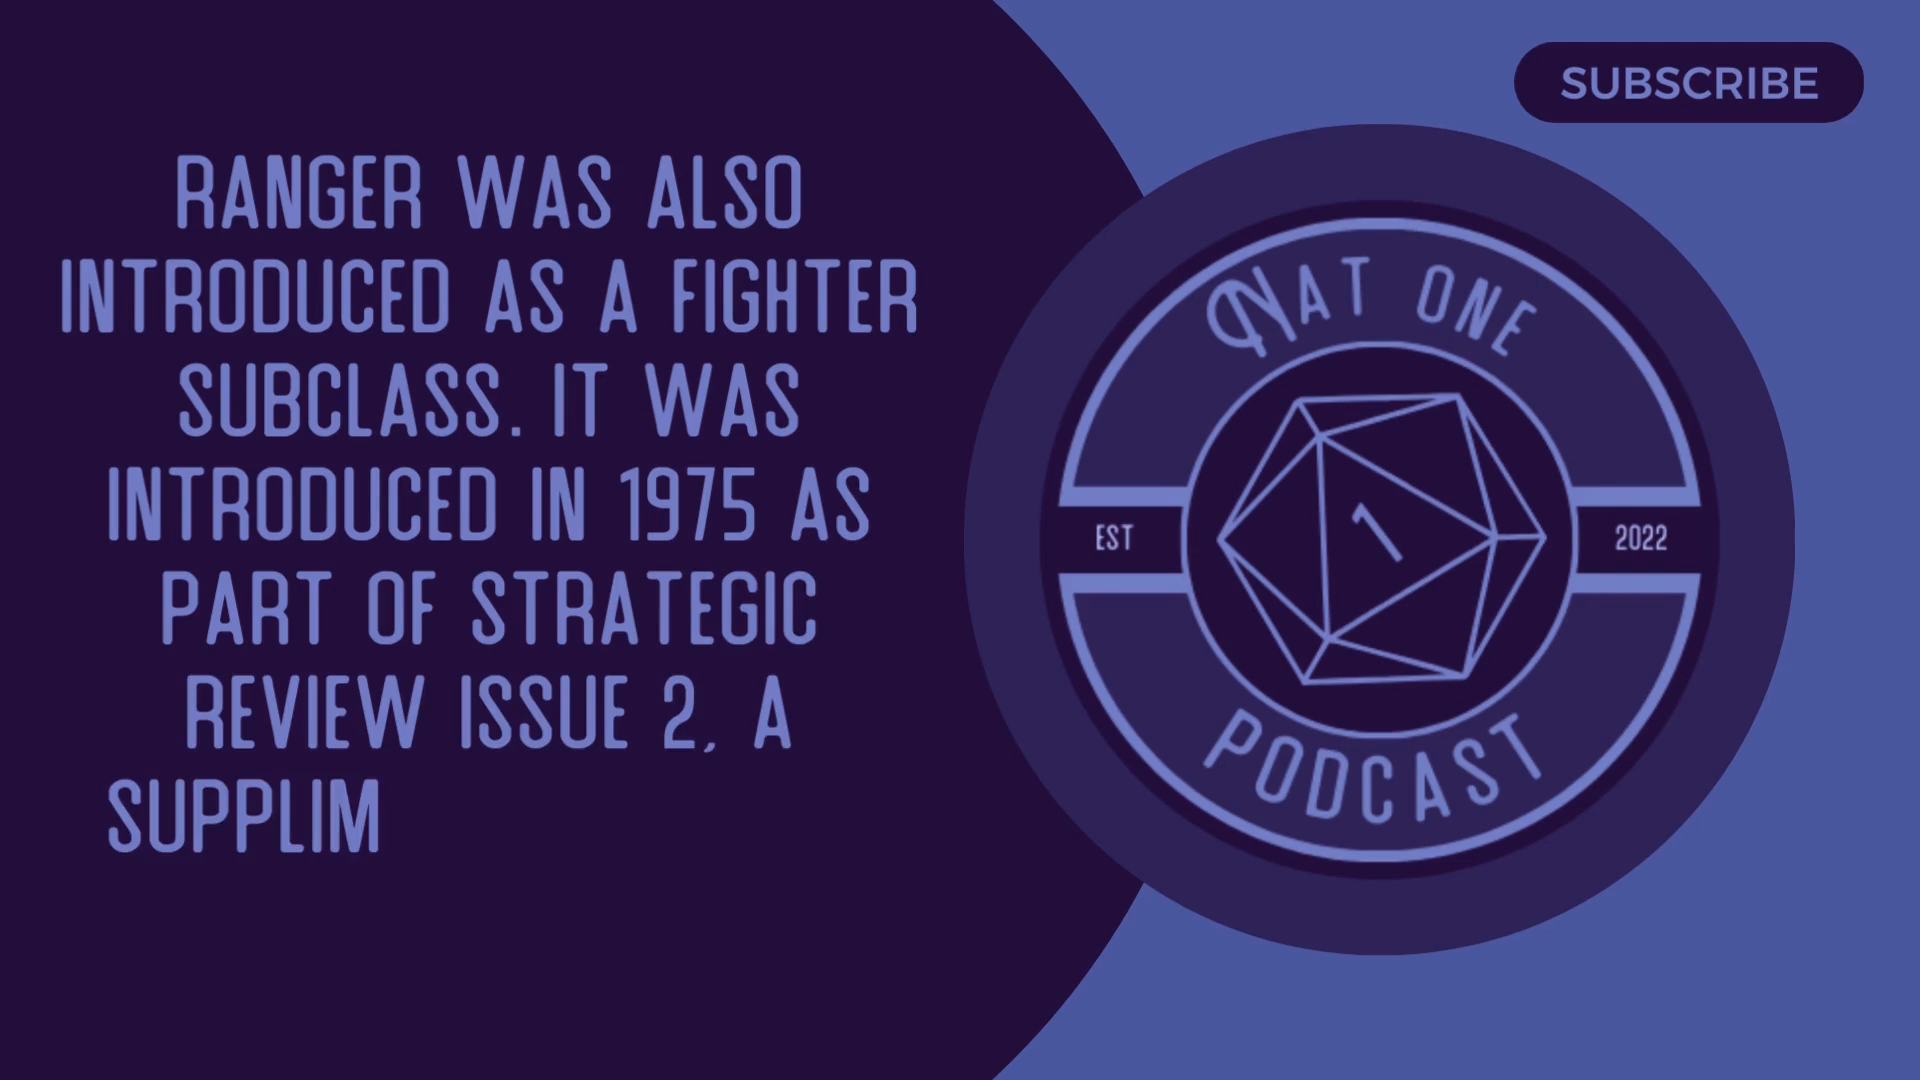 SUBSCRIBE
RANGER WAS ALSO
INTRODUCED AS A FIGHTER
SUBCLASS. IT WAS
INTRODUCED IN 1975 AS
PART OF STRATEGIC
REVIEW ISSUE 2, A
SUPPLIM
NAT ONE
1
EST
2022
PODCAST